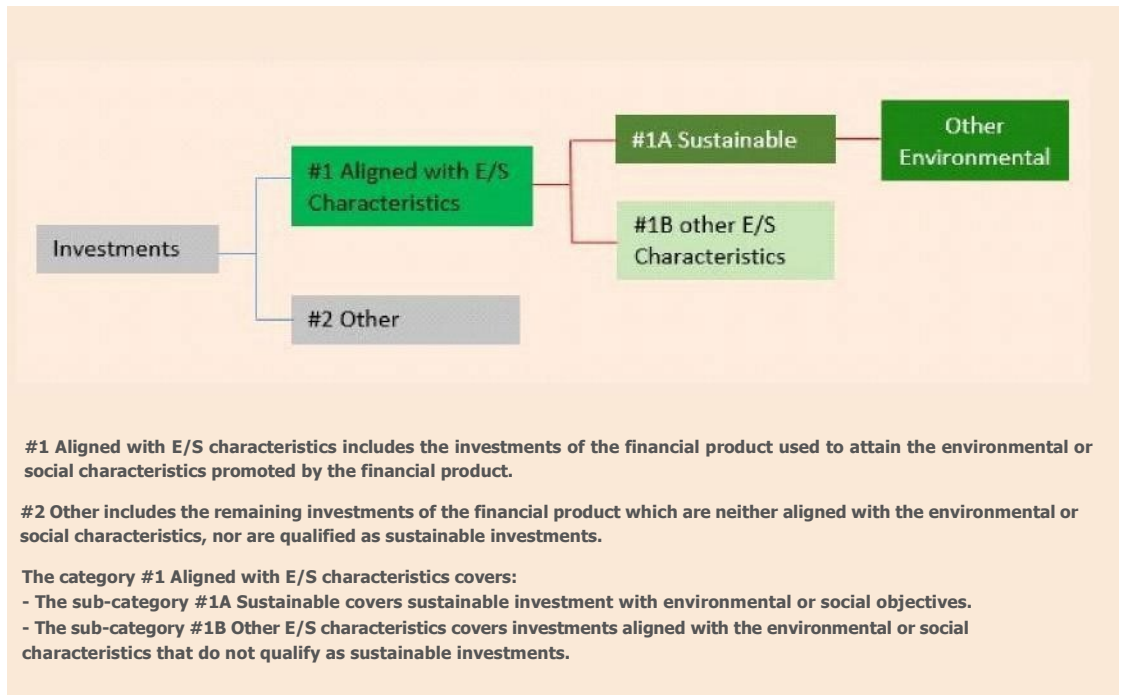 Other
Environmental
#1A Sustainable
#1 Aligned with E/S
Characteristics
#1B other E/S
Characteristics
Investments
#2 Other
#1 Aligned with E/S characteristics includes the investments of the financial product used to attain the environmental or
social characteristics promoted by the financial product.
#2 Other includes the remaining investments of the financial product which are neither aligned with the environmental or
social characteristics, nor are qualified as sustainable investments.
The category #1 Aligned with E/S characteristics covers:
- The sub-category #1A Sustainable covers sustainable investment with environmental or social objectives.
- The sub-category #1B Other E/S characteristics covers investments aligned with the environmental or social
characteristics that do not qualify as sustainable investments.